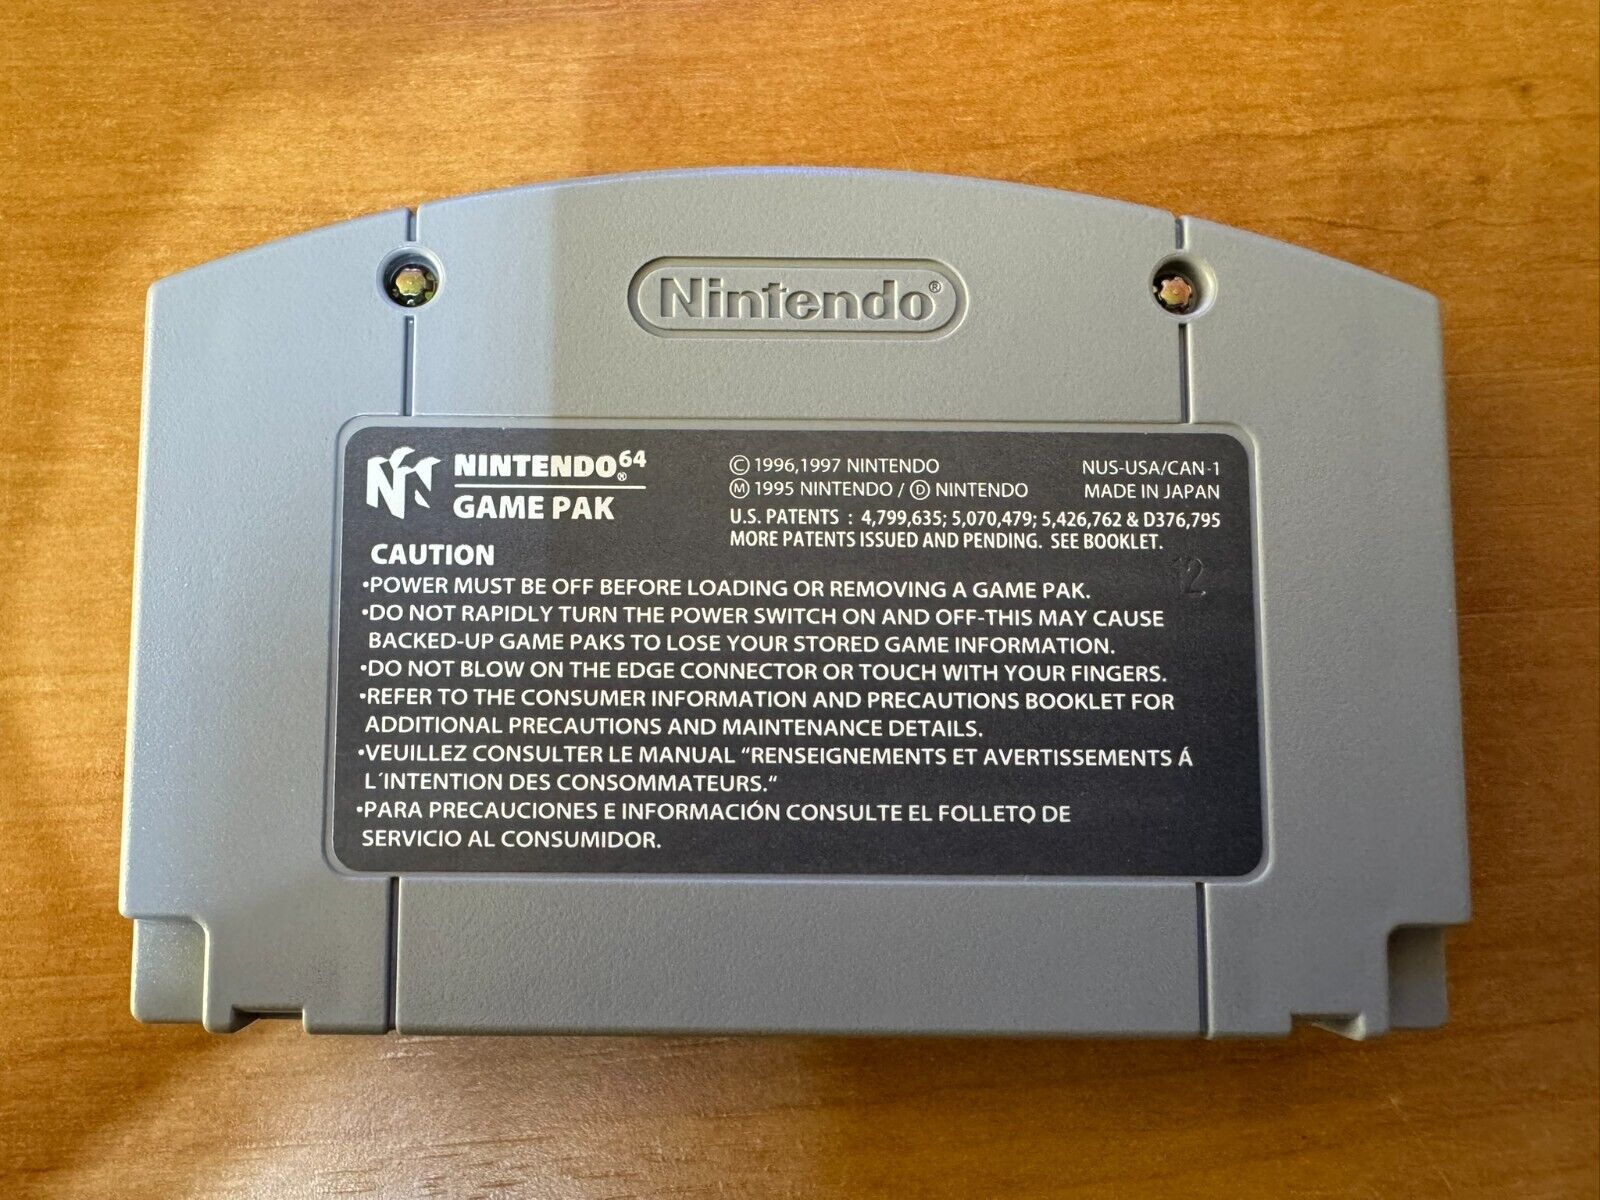 Nintendo®
NINTENDO64®
GAME PAK
© 1996,1997 NINTENDO
Ⓜ 1995 NINTENDO / Ⓓ NINTENDO
NUS-USA/CAN-1
MADE IN JAPAN
U.S. PATENTS : 4,799,635; 5,070,479; 5,426,762 & D376,795
MORE PATENTS ISSUED AND PENDING. SEE BOOKLET.
CAUTION
•POWER MUST BE OFF BEFORE LOADING OR REMOVING A GAME PAK.
•DO NOT RAPIDLY TURN THE POWER SWITCH ON AND OFF-THIS MAY CAUSE
BACKED-UP GAME PAKS TO LOSE YOUR STORED GAME INFORMATION.
•DO NOT BLOW ON THE EDGE CONNECTOR OR TOUCH WITH YOUR FINGERS.
•REFER TO THE CONSUMER INFORMATION AND PRECAUTIONS BOOKLET FOR
ADDITIONAL PRECAUTIONS AND MAINTENANCE DETAILS.
•VEUILLEZ CONSULTER LE MANUAL “RENSEIGNEMENTS ET AVERTISSEMENTS Á
L´INTENTION DES CONSOMMATEURS.“
•PARA PRECAUCIONES E INFORMACIÓN CONSULTE EL FOLLETO DE
SERVICIO AL CONSUMIDOR.